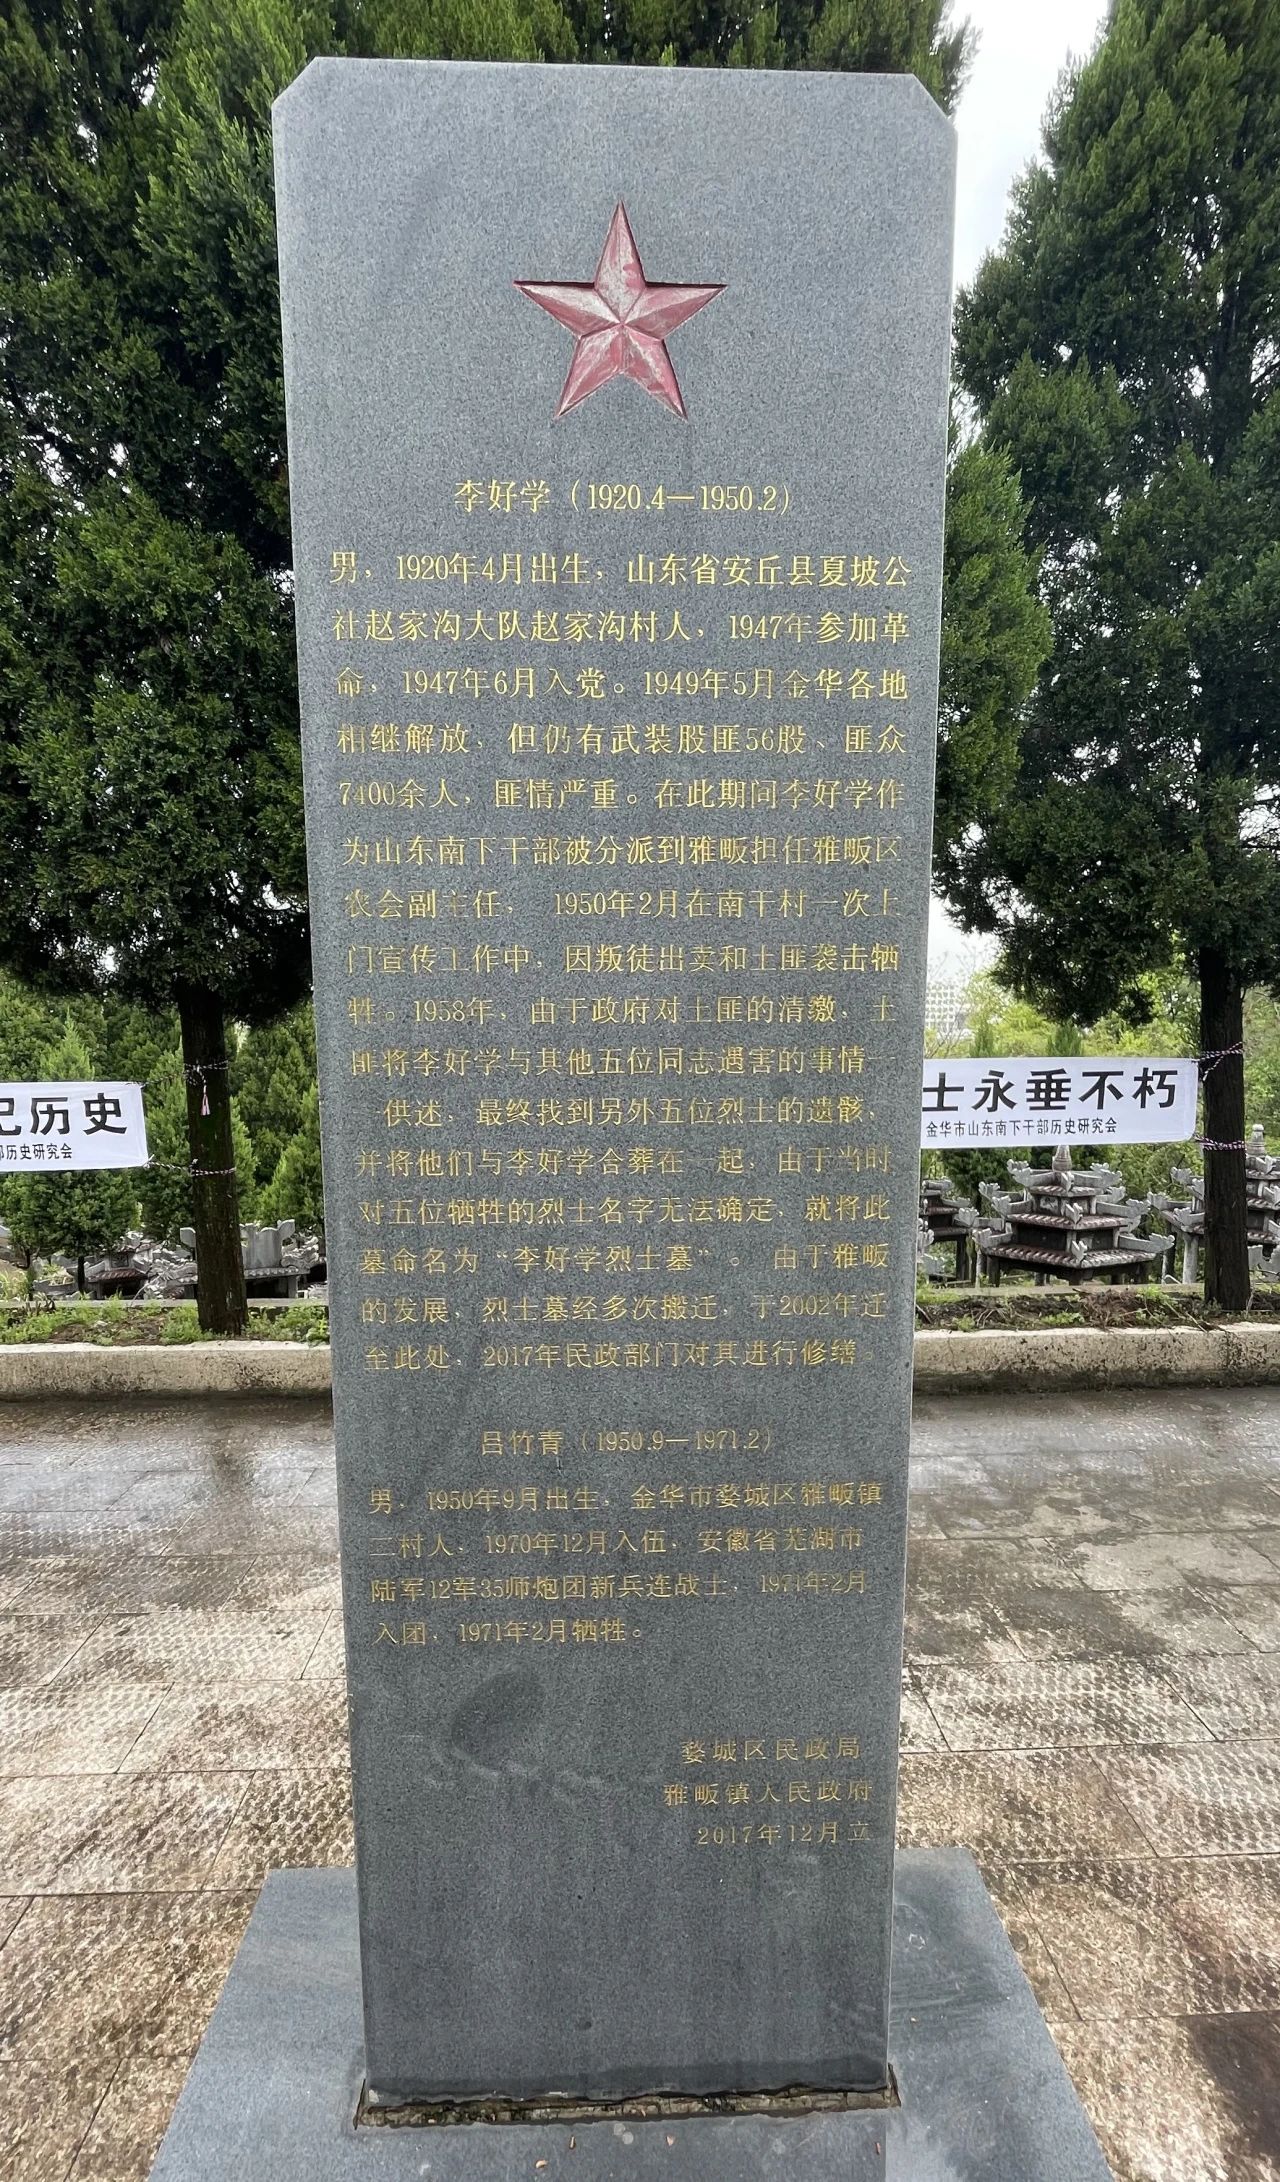 李好学（1920.4—1950.2）
男，1920年4月出生，山东省安丘县夏坡公
社赵家沟大队赵家沟村人，1947年参加革
命，1947年6月入党。1949年5月金华各地
相继解放，但仍有武装股匪56股、匪众
7400余人，匪情严重。在此期间李好学作
为山东南下干部被分派到雅畈担任雅畈区
农会副主任， 1950年2月在南干村一次上
门宣传工作中，因叛徒出卖和土匪袭击牺
牲。1958年，由于政府对土匪的清缴，土
匪将李好学与其他五位同志遇害的事情一
一供述，最终找到另外五位烈士的遗骸，
并将他们与李好学合葬在一起，由于当时
对五位牺牲的烈士名字无法确定，就将此
墓命名为“李好学烈士墓”。 由于雅畈
的发展，烈士墓经多次搬迁，于2002年迁
至此处，2017年民政部门对其进行修缮。
吕竹青（1950.9—1971.2）
男，1950年9月出生，金华市婺城区雅畈镇
二村人，1970年12月入伍，安徽省芜湖市
陆军12军35师炮团新兵连战士，1971年2月
入团，1971年2月牺牲。
婺城区民政局
雅畈镇人民政府
2017年12月立
记历史
部历史研究会
士永垂不朽
金华市山东南下干部历史研究会